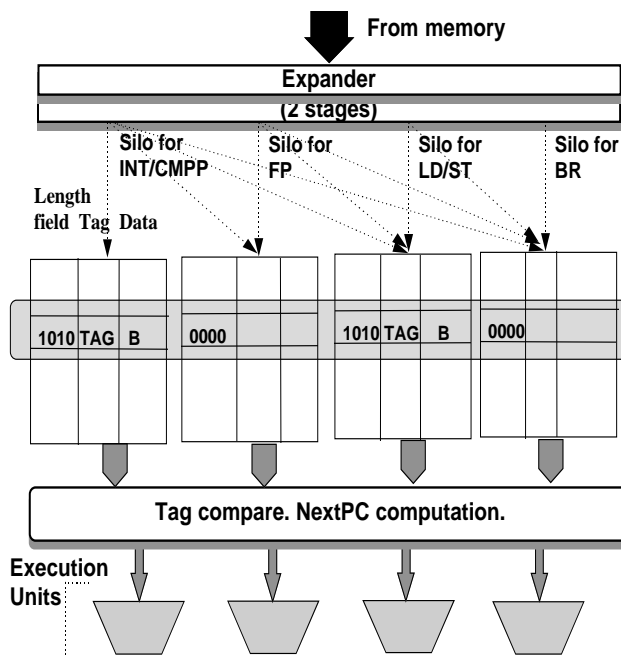 From memory
Expander
(2 stages)
Silo for
INT/CMPP
Silo for
FP
Silo for
LD/ST
Silo for
BR
Length
field Tag Data
1010 TAG B
0000
1010 TAG B
0000
Tag compare. NextPC computation.
Execution
Units